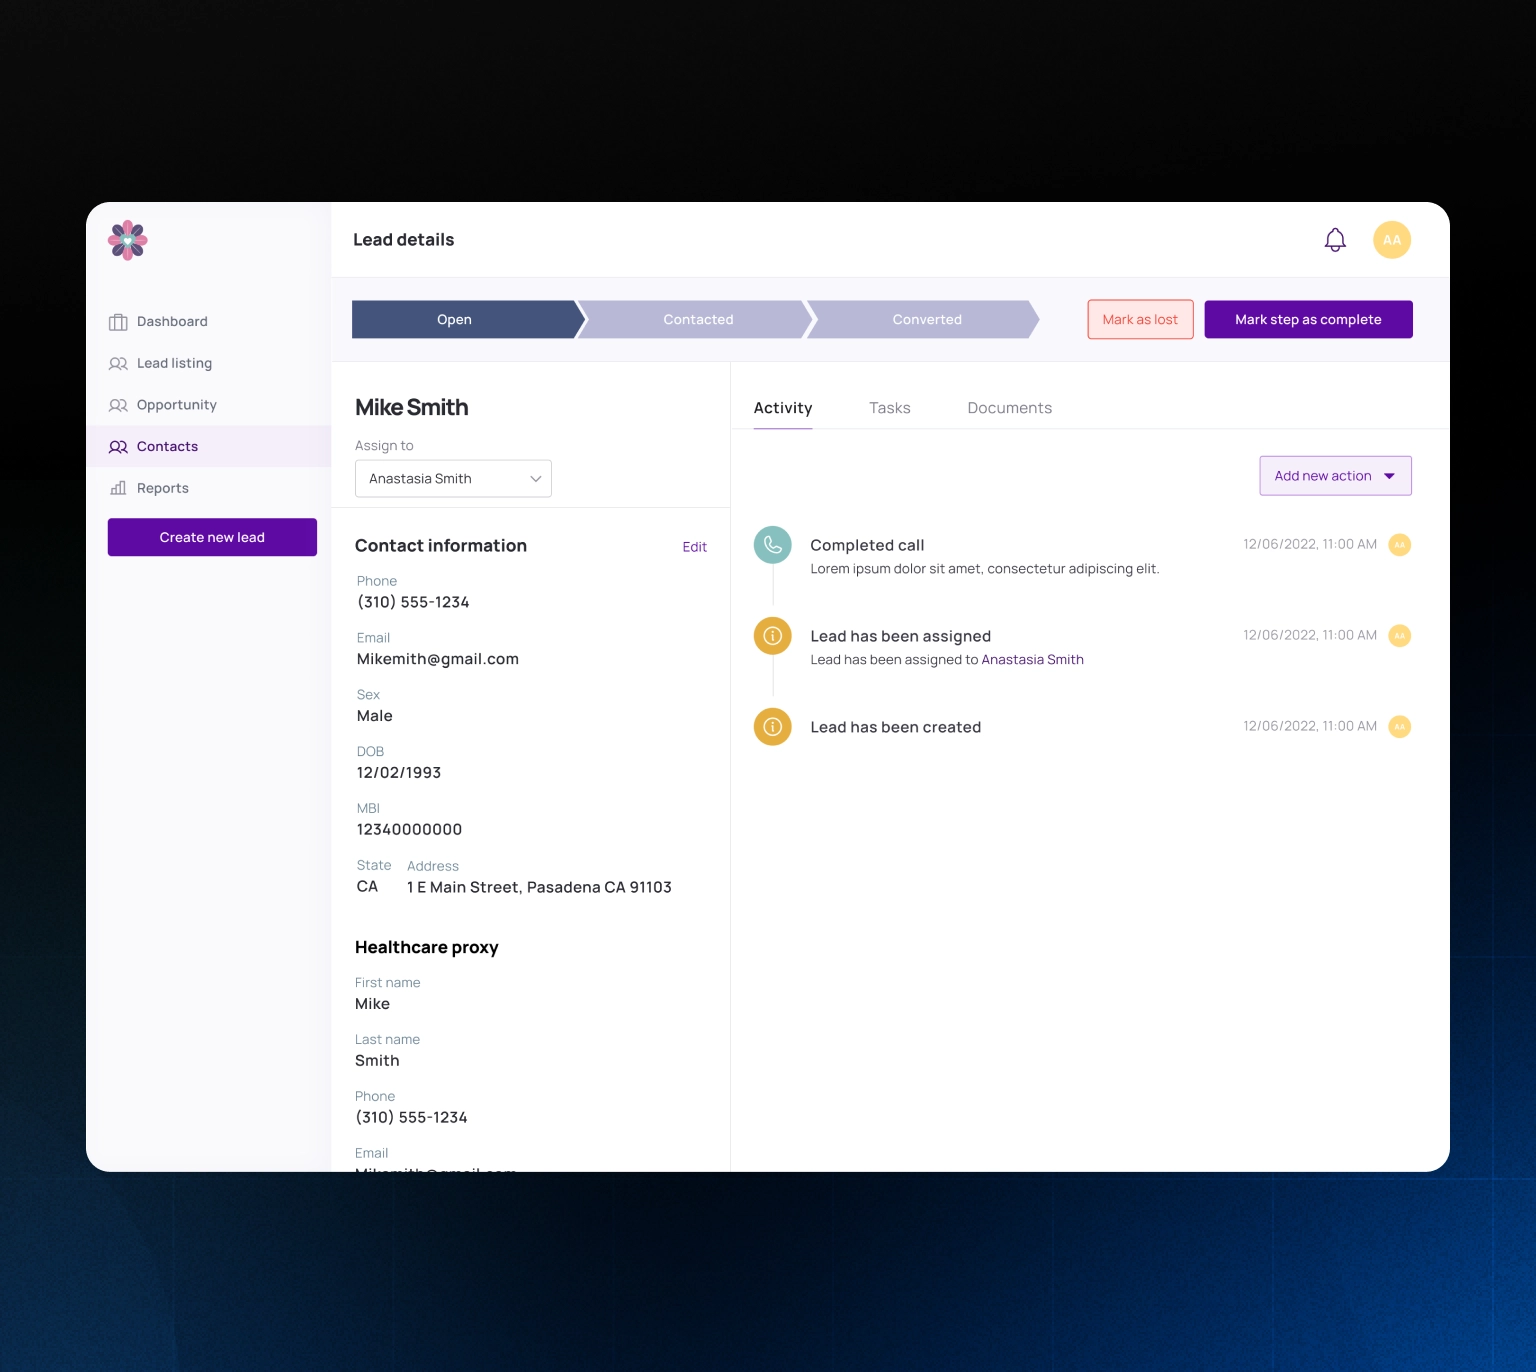 Lead details
AA
Dashboard
Lead listing
Opportunity
Contacts
Reports
Create new lead
Open
Contacted
Converted
Mark as lost
Mark step as complete
Mike Smith
Assign to
Anastasia Smith
Contact information
Edit
Phone
(310) 555-1234
Email
Mikemith@gmail.com
Sex
Male
DOB
12/02/1993
MBI
12340000000
State Address
CA 1 E Main Street, Pasadena CA 91103
Healthcare proxy
First name
Mike
Last name
Smith
Phone
(310) 555-1234
Email
Activity Tasks Documents
Add new action
Completed call 12/06/2022, 11:00 AM AA
Lorem ipsum dolor sit amet, consectetur adipiscing elit.
Lead has been assigned 12/06/2022, 11:00 AM AA
Lead has been assigned to Anastasia Smith
Lead has been created 12/06/2022, 11:00 AM AA